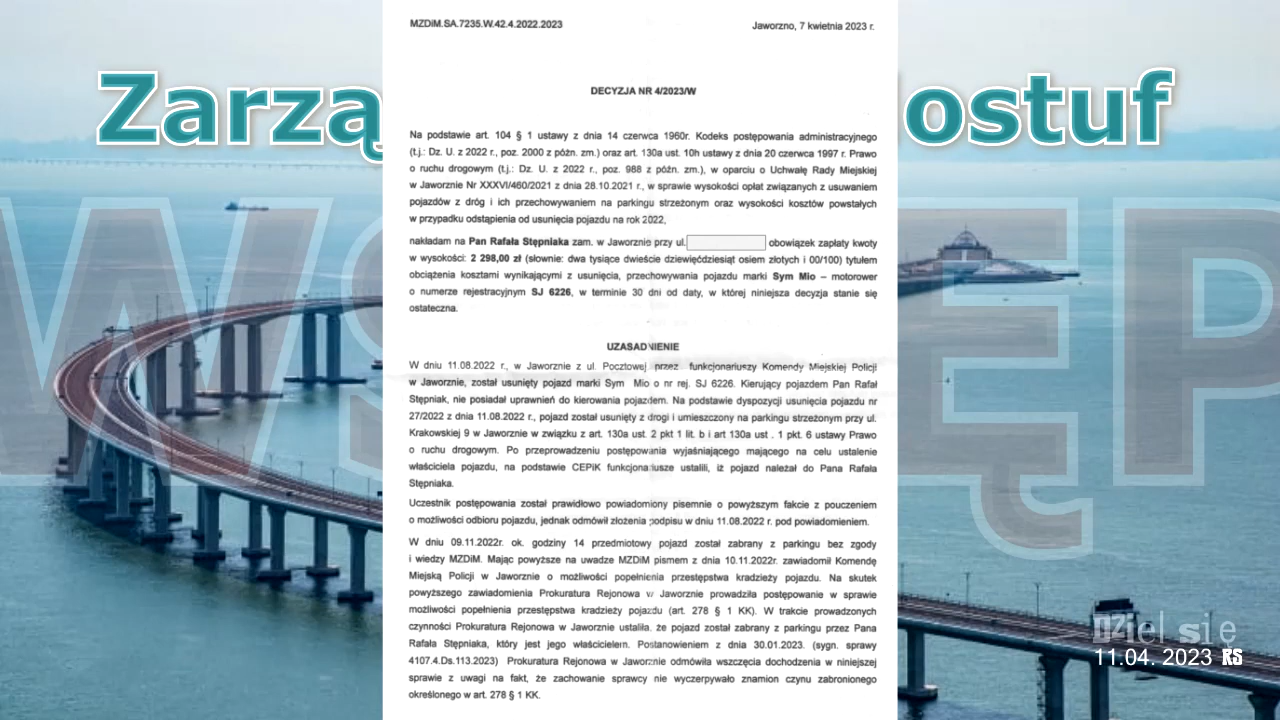 MZDiM.SA.7235.W.42.4.2022.2023
Jaworzno, 7 kwietnia 2023 r.
Zarzą
ostuf
DECYZJA NR 4/2023/W
Na podstawie art. 104 § 1 ustawy z dnia 14 czerwca 1960r. Kodeks postępowania administracyjnego
(t.j.: Dz. U. z 2022 r., poz. 2000 z późn. zm.) oraz art. 130a ust. 10h ustawy z dnia 20 czerwca 1997 r. Prawo
o ruchu drogowym (t.j.: Dz. U. z 2022 r., poz. 988 z późn. zm.), w oparciu o Uchwałę Rady Miejskiej
w Jaworznie Nr XXXVI/460/2021 z dnia 28.10.2021 r., w sprawie wysokości opłat związanych z usuwaniem
pojazdów z dróg i ich przechowywaniem na parkingu strzeżonym oraz wysokości kosztów powstałych
w przypadku odstąpienia od usunięcia pojazdu na rok 2022,
nakładam na Pan Rafała Stępniaka zam. w Jaworznie przy ul. obowiązek zapłaty kwoty
w wysokości: 2 298,00 zł (słownie: dwa tysiące dwieście dziewięćdziesiąt osiem złotych i 00/100) tytułem
obciążenia kosztami wynikającymi z usunięcia, przechowywania pojazdu marki Sym Mio – motorower
o numerze rejestracyjnym SJ 6226, w terminie 30 dni od daty, w której niniejsza decyzja stanie się
ostateczna.
UZASADNIENIE
W dniu 11.08.2022 r., w Jaworznie z ul. Pocztowej przez funkcjonariuszy Komendy Miejskiej Policji
w Jaworznie, został usunięty pojazd marki Sym Mio o nr rej. SJ 6226. Kierujący pojazdem Pan Rafał
Stępniak, nie posiadał uprawnień do kierowania pojazdem. Na podstawie dyspozycji usunięcia pojazdu nr
27/2022 z dnia 11.08.2022 r., pojazd został usunięty z drogi i umieszczony na parkingu strzeżonym przy ul.
Krakowskiej 9 w Jaworznie w związku z art. 130a ust. 2 pkt 1 lit. b i art 130a ust . 1 pkt. 6 ustawy Prawo
o ruchu drogowym. Po przeprowadzeniu postępowania wyjaśniającego mającego na celu ustalenie
właściciela pojazdu, na podstawie CEPiK funkcjonariusze ustalili, iż pojazd należał do Pana Rafała
Stępniaka.
Uczestnik postępowania został prawidłowo powiadomiony pisemnie o powyższym fakcie z pouczeniem
o możliwości odbioru pojazdu, jednak odmówił złożenia podpisu w dniu 11.08.2022 r. pod powiadomieniem.
W dniu 09.11.2022r. ok. godziny 14 przedmiotowy pojazd został zabrany z parkingu bez zgody
i wiedzy MZDiM. Mając powyższe na uwadze MZDiM pismem z dnia 10.11.2022r. zawiadomił Komendę
Miejską Policji w Jaworznie o możliwości popełnienia przestępstwa kradzieży pojazdu. Na skutek
powyższego zawiadomienia Prokuratura Rejonowa w Jaworznie prowadziła postępowanie w sprawie
możliwości popełnienia przestępstwa kradzieży pojazdu (art. 278 § 1 KK). W trakcie prowadzonych
czynności Prokuratura Rejonowa w Jaworznie ustaliła, że pojazd został zabrany z parkingu przez Pana
Rafała Stępniaka, który jest jego właścicielem. Postanowieniem z dnia 30.01.2023. (sygn. sprawy
4107.4.Ds.113.2023) Prokuratura Rejonowa w Jaworznie odmówiła wszczęcia dochodzenia w niniejszej
sprawie z uwagi na fakt, że zachowanie sprawcy nie wyczerpywało znamion czynu zabronionego
określonego w art. 278 § 1 KK.
WS
ĘP
Dziel się
11.04. 2023 RS